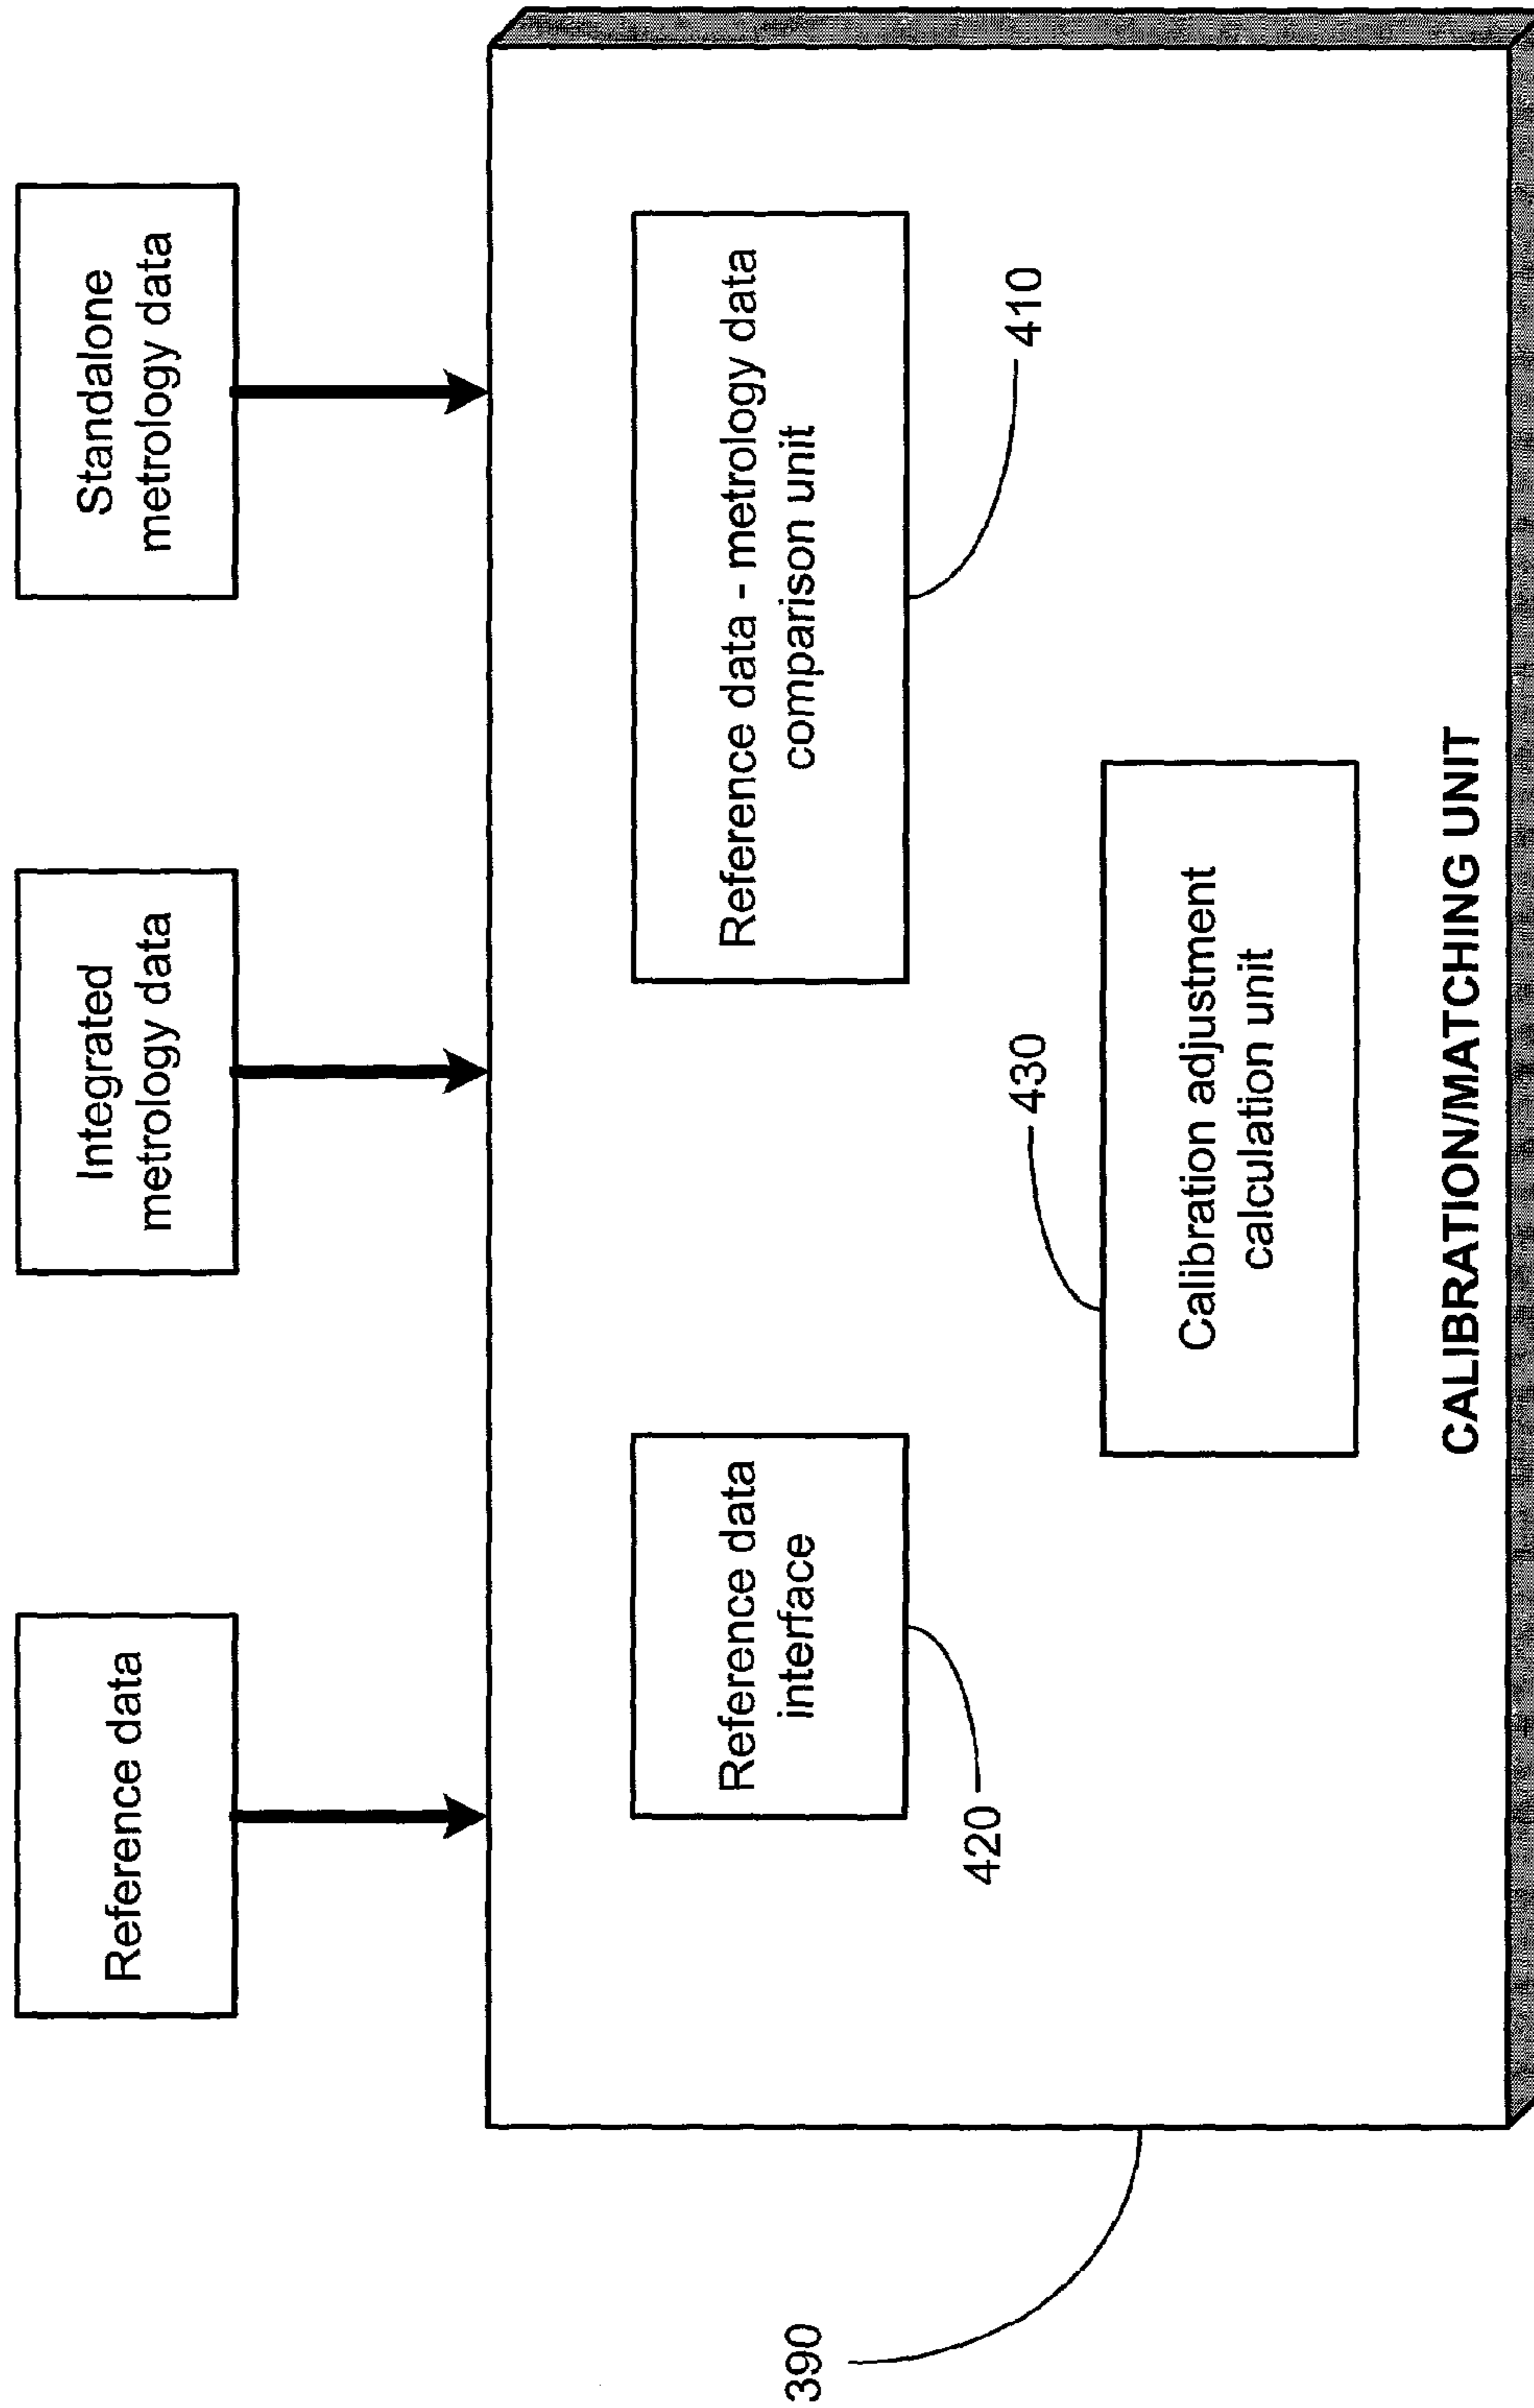 Reference data
Integrated
metrology data
Standalone
metrology data
Reference data
interface
420
Reference data - metrology data
comparison unit
410
430
Calibration adjustment
calculation unit
CALIBRATION/MATCHING UNIT
390